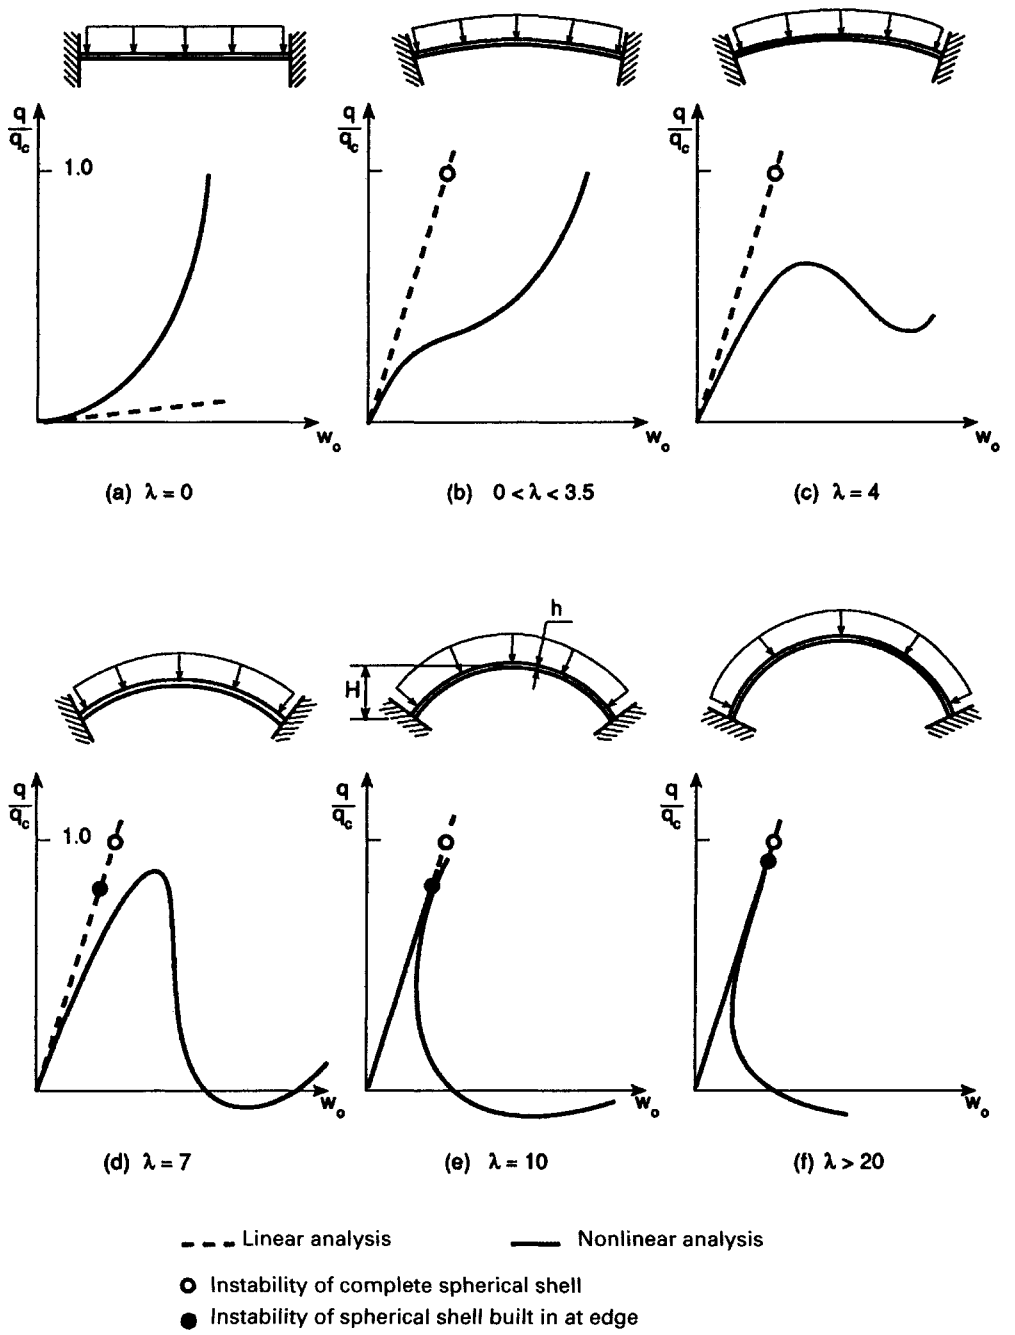 q/q_c
1.0
w_o
(a) λ = 0
q/q_c
w_o
(b) 0 < λ < 3.5
q/q_c
w_o
(c) λ = 4
q/q_c
1.0
w_o
(d) λ = 7
h
H
q/q_c
w_o
(e) λ = 10
q/q_c
w_o
(f) λ > 20
Linear analysis
Nonlinear analysis
Instability of complete spherical shell
Instability of spherical shell built in at edge